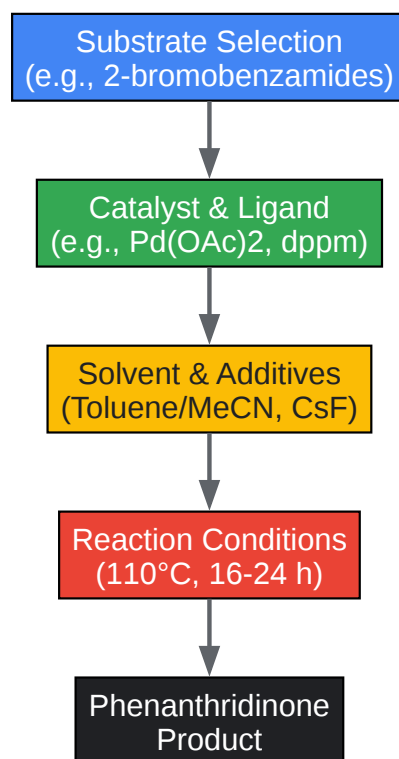 Substrate Selection
(e.g., 2-bromobenzamides)
Catalyst & Ligand
(e.g., Pd(OAc)2, dppm)
Solvent & Additives
(Toluene/MeCN, CsF)
Reaction Conditions
(110°C, 16-24 h)
Phenanthridinone
Product